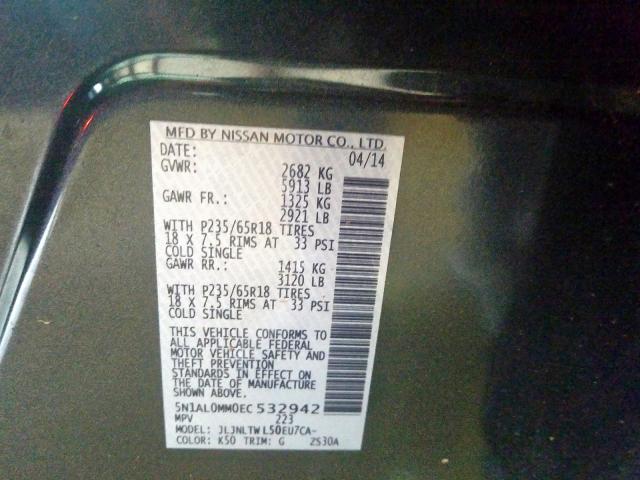 MFD BY NISSAN MOTOR CO., LTD.
DATE: 04/14
GVWR: 2682 KG
5913 LB
GAWR FR.: 1325 KG
2921 LB
WITH P235/65R18 TIRES
18 X 7.5 RIMS AT 33 PSI
COLD SINGLE
GAWR RR.: 1415 KG
3120 LB
WITH P235/65R18 TIRES
18 X 7.5 RIMS AT 33 PSI
COLD SINGLE
THIS VEHICLE CONFORMS TO
ALL APPLICABLE FEDERAL
MOTOR VEHICLE SAFETY AND
THEFT PREVENTION
STANDARDS IN EFFECT ON
THE DATE OF MANUFACTURE
SHOWN ABOVE.
5N1AL0MM0EC532942
MPV 223
MODEL: JLJNLTWL50EU7CA-
COLOR: K50 TRIM: G ZS30A